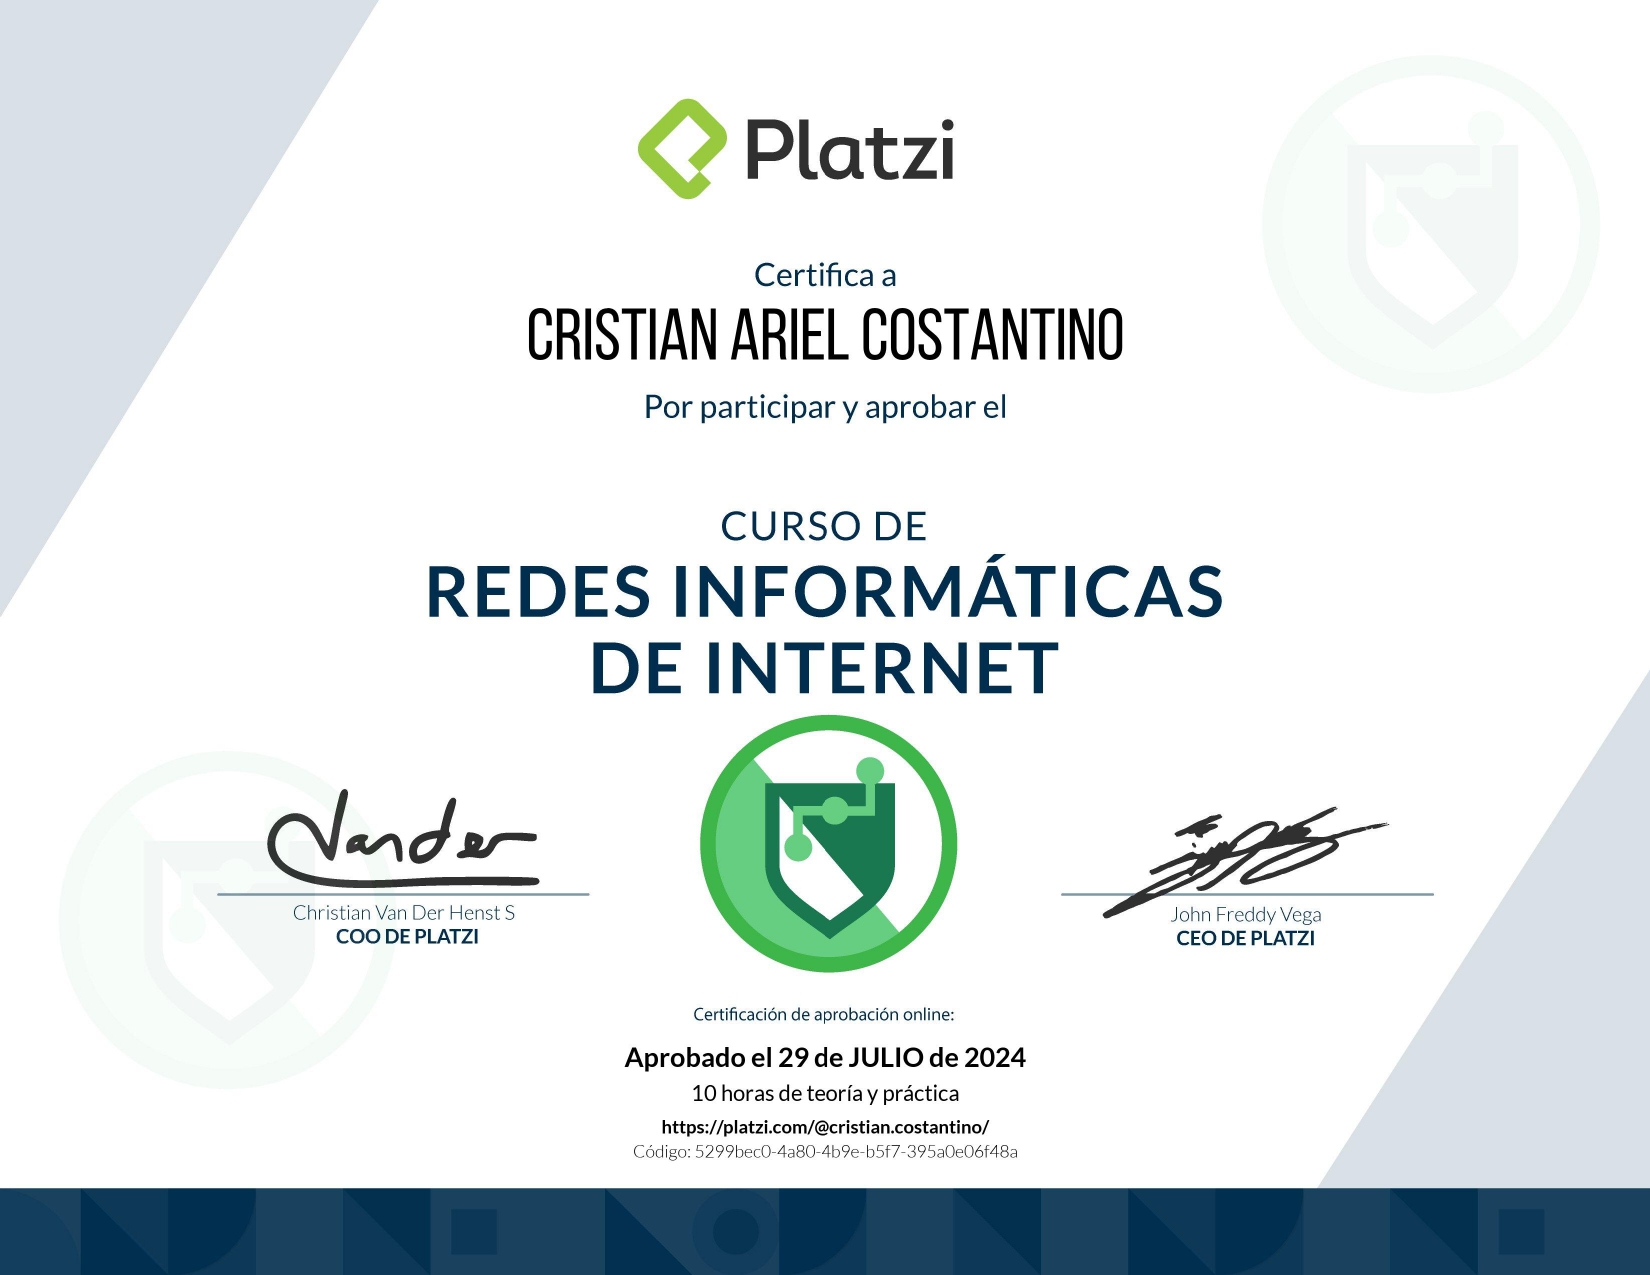 Platzi
Certifica a
CRISTIAN ARIEL COSTANTINO
Por participar y aprobar el
CURSO DE
REDES INFORMÁTICAS
DE INTERNET
Vander
Christian Van Der Henst S
COO DE PLATZI
John Freddy Vega
CEO DE PLATZI
Certificación de aprobación online:
Aprobado el 29 de JULIO de 2024
10 horas de teoría y práctica
https://platzi.com/@cristian.costantino/
Código: 5299bec0-4a80-4b9e-b5f7-395a0e06f48a